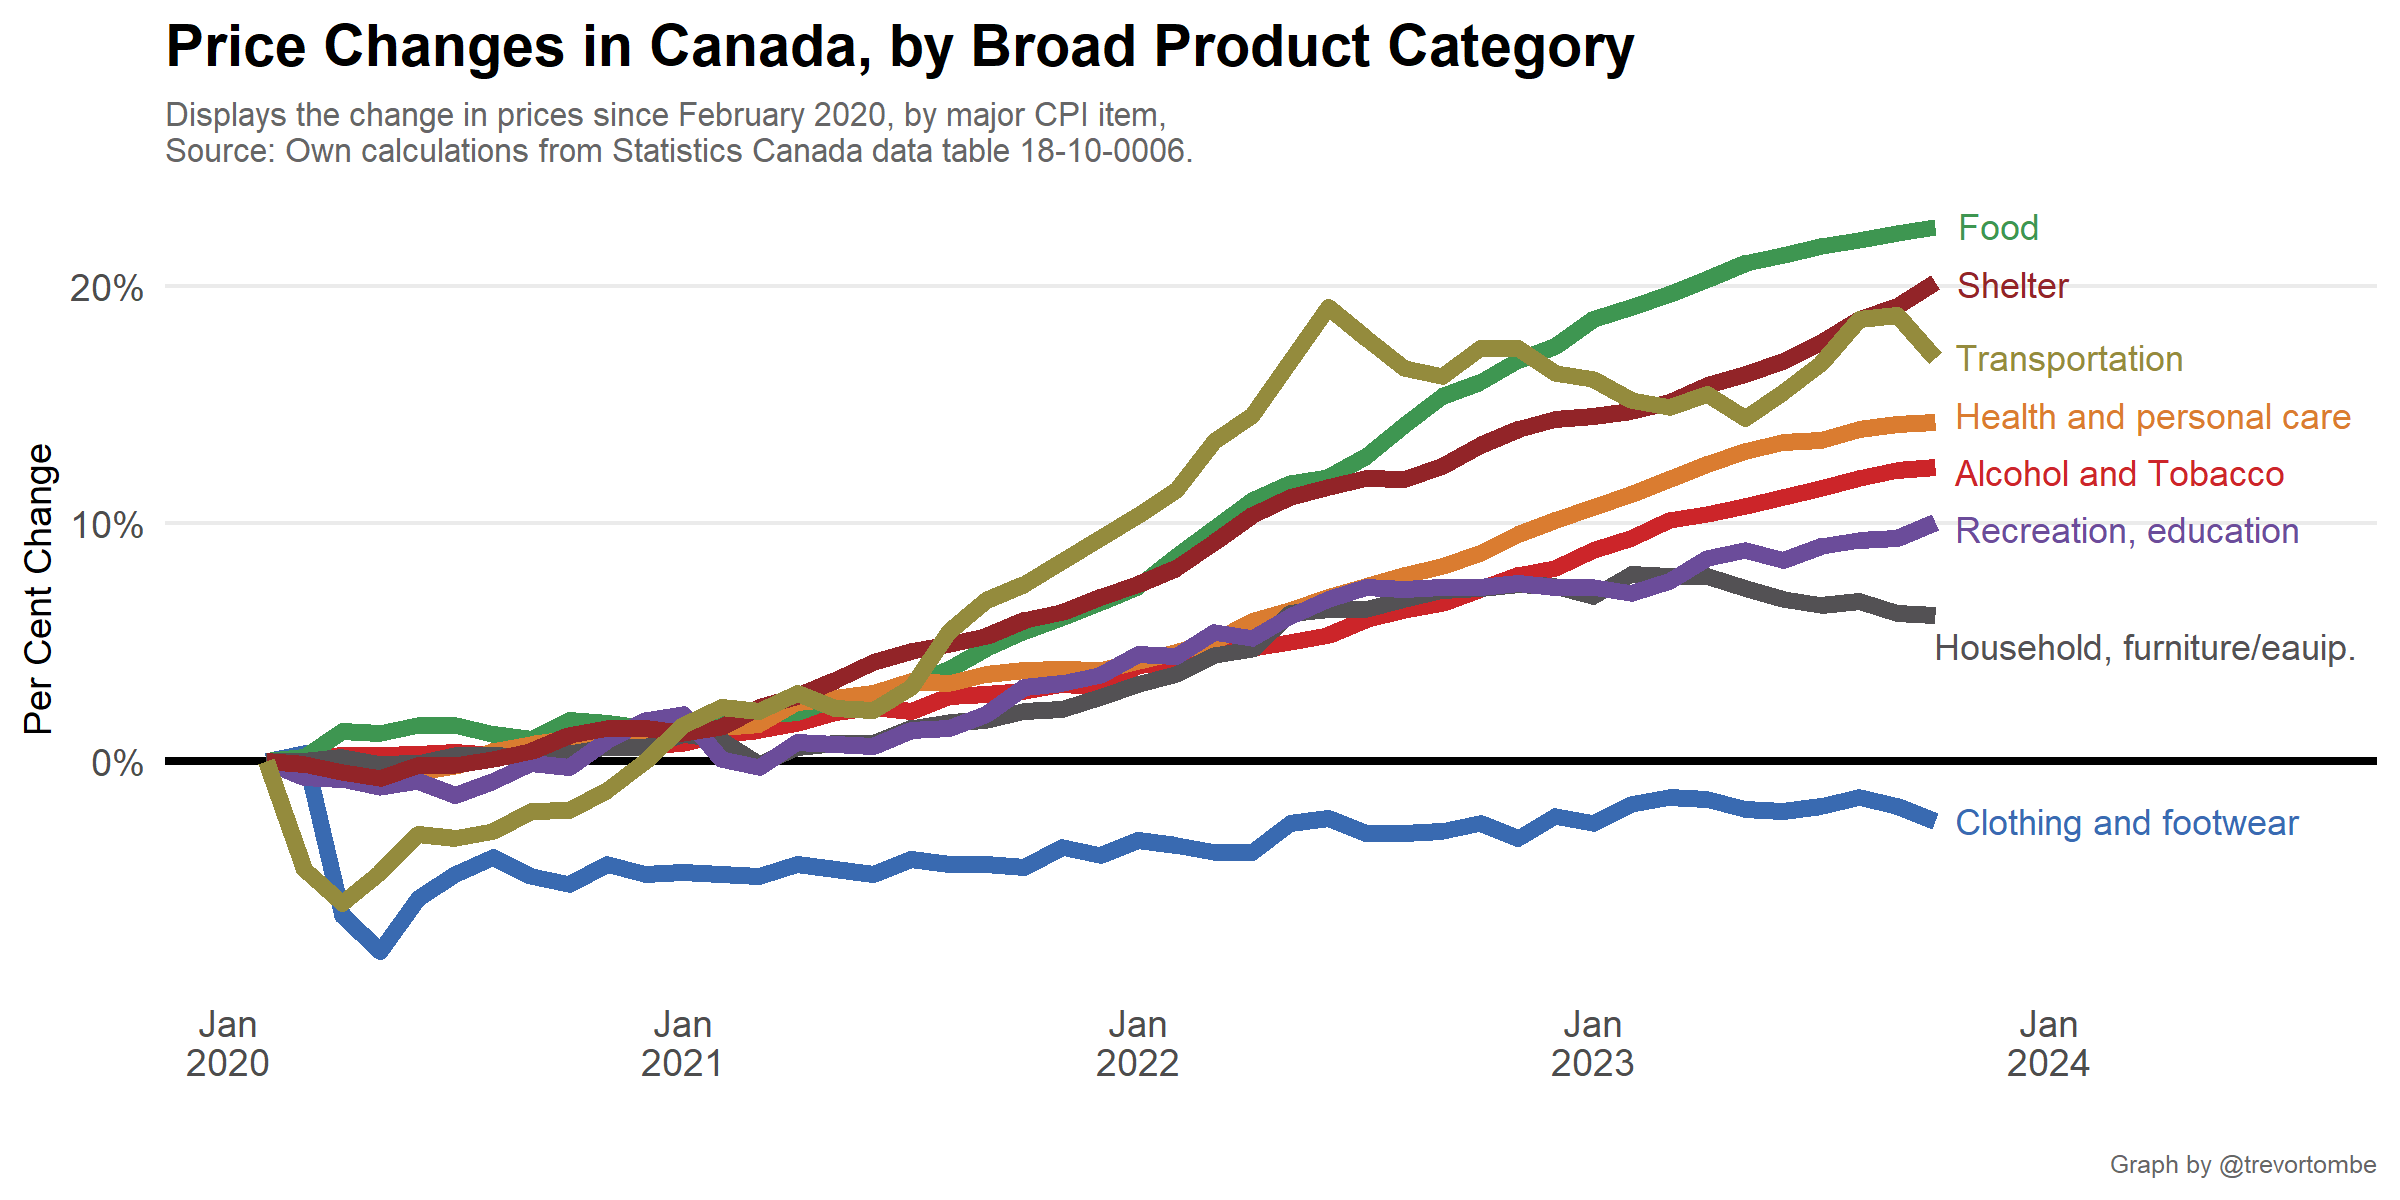 Price Changes in Canada, by Broad Product Category
Displays the change in prices since February 2020, by major CPI item,
Source: Own calculations from Statistics Canada data table 18-10-0006.
Per Cent Change
20%
10%
0%
Food
Shelter
Transportation
Health and personal care
Alcohol and Tobacco
Recreation, education
Household, furniture/eauip.
Clothing and footwear
Jan
2020
Jan
2021
Jan
2022
Jan
2023
Jan
2024
Graph by @trevortombe